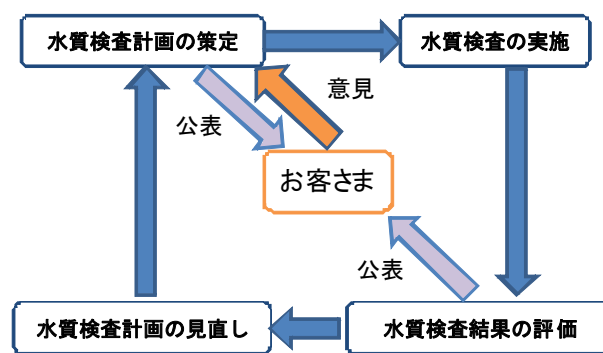 水質検査計画の策定
水質検査の実施
意見
公表
お客さま
公表
水質検査計画の見直し
水質検査結果の評価